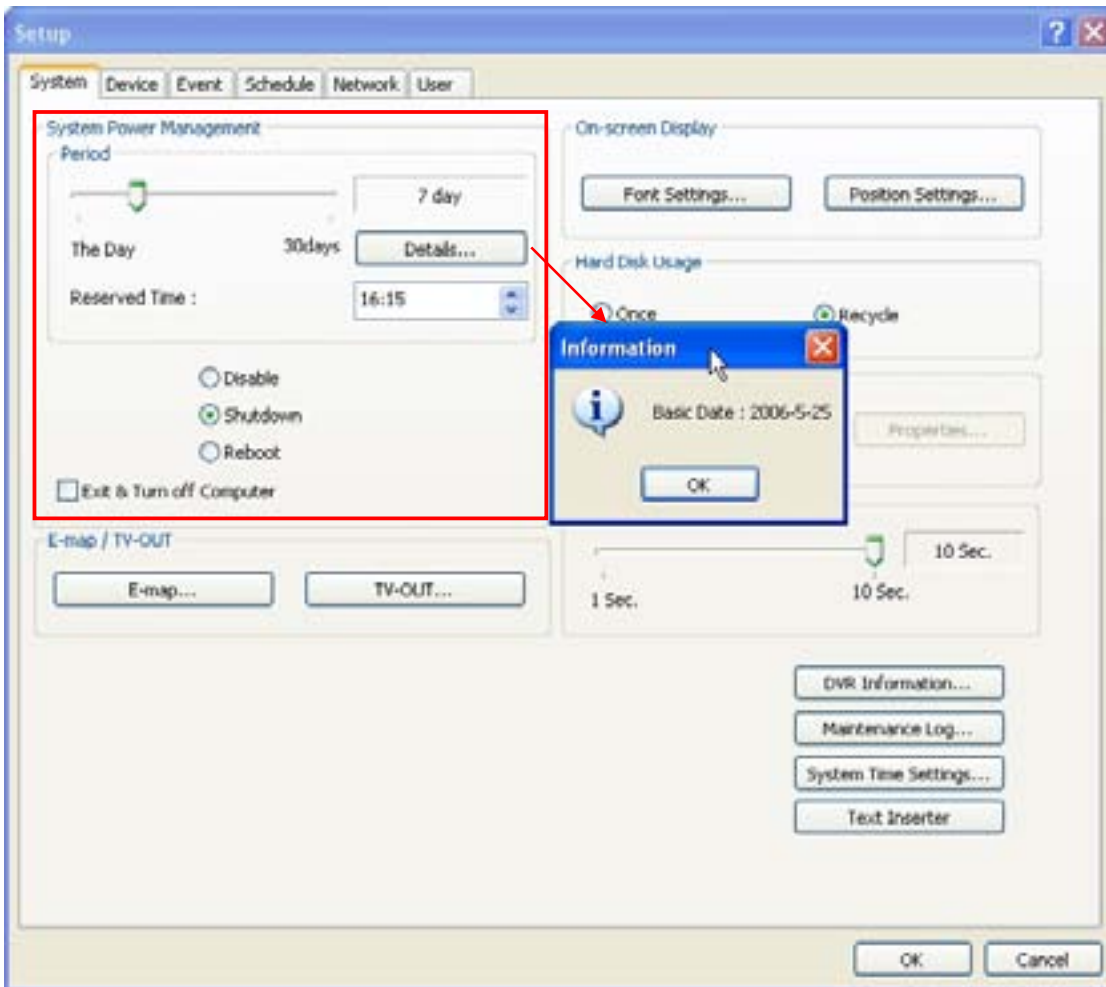 Setup
System Device Event Schedule Network User
System Power Management
Period
7 day
The Day 30days Details...
Reserved Time : 16:15
Disable
Shutdown
Reboot
Exit & Turn off Computer
E-map / TV-OUT
E-map... TV-OUT...
On-screen Display
Font Settings... Position Settings...
Hard Disk Usage
Once Recycle
Information
Basic Date : 2006-5-25
OK
Properties...
10 Sec.
1 Sec. 10 Sec.
DVR Information...
Maintenance Log...
System Time Settings...
Text Inserter
OK Cancel